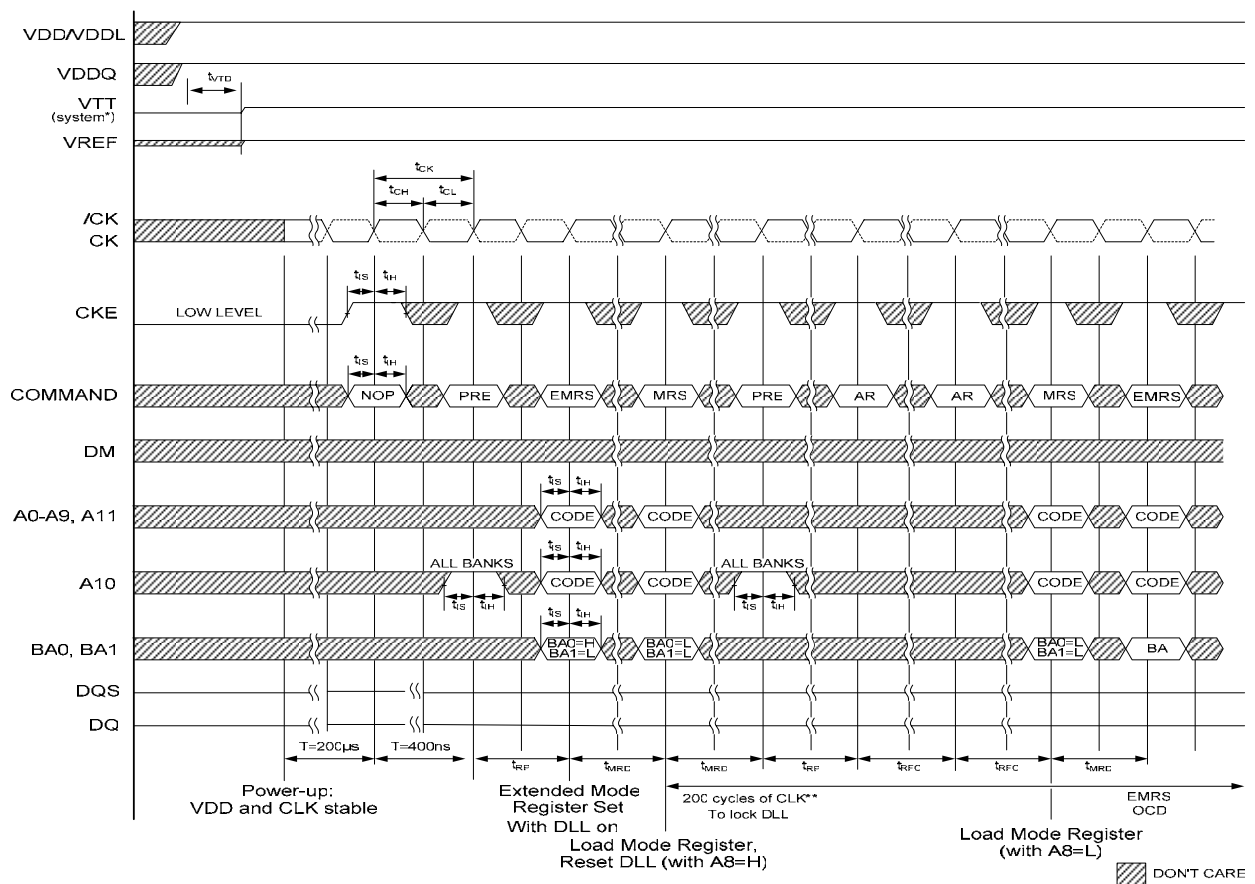 VDD/VDDL
VDDQ
tVTD
VTT
(system*)
VREF
tCK
tCH tCL
/CK
CK
tIS tIH
CKE
LOW LEVEL
tIS tIH
COMMAND
NOP PRE EMRS MRS PRE AR AR MRS EMRS
DM
tIS tIH
A0-A9, A11
CODE CODE CODE CODE
tIS tIH
ALL BANKS ALL BANKS
A10
CODE CODE CODE CODE
tIS tIH tIS tIH
tIS tIH
BA0, BA1
BA0=H BA0=L BA0=L
BA1=L BA1=L BA1=L
BA
DQS
DQ
T=200µs T=400ns
tRP tMRD tMRD tRP tRFC tRFC tMRD
Power-up:
VDD and CLK stable
Extended Mode
Register Set
With DLL on
200 cycles of CLK**
To lock DLL
EMRS
OCD
Load Mode Register,
Reset DLL (with A8=H)
Load Mode Register
(with A8=L)
DON'T CARE